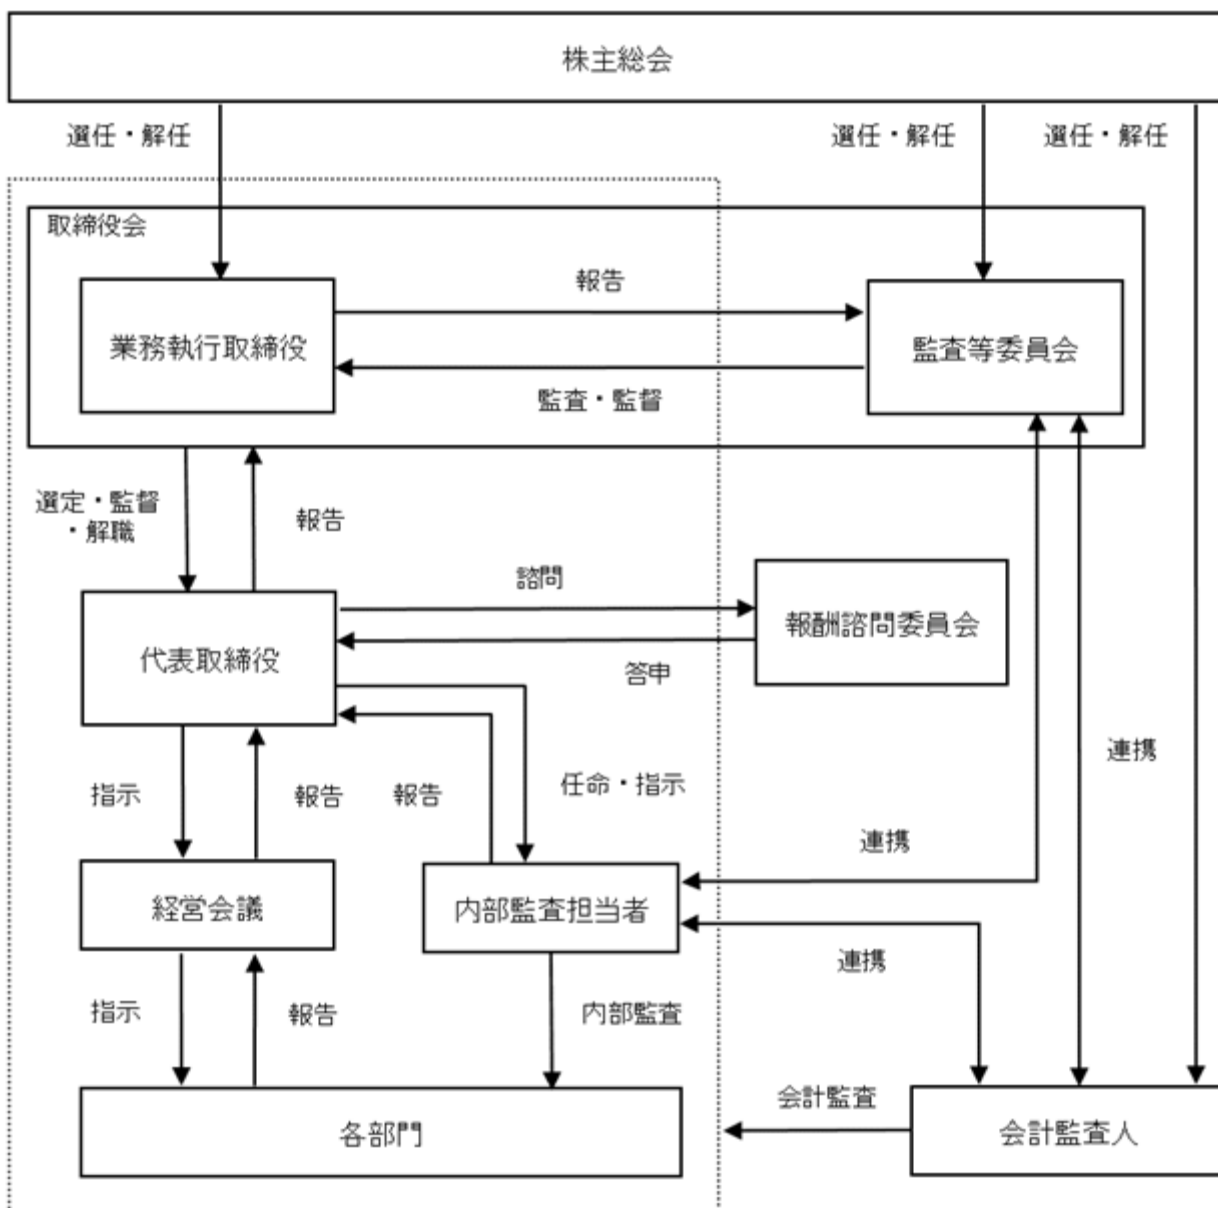 株主総会
選任・解任
選任・解任
選任・解任
取締役会
業務執行取締役
報告
監査等委員会
監査・監督
選定・監督
・解職
報告
諮問
報酬諮問委員会
代表取締役
答申
連携
指示
報告
報告
任命・指示
連携
経営会議
内部監査担当者
連携
指示
報告
内部監査
会計監査
各部門
会計監査人